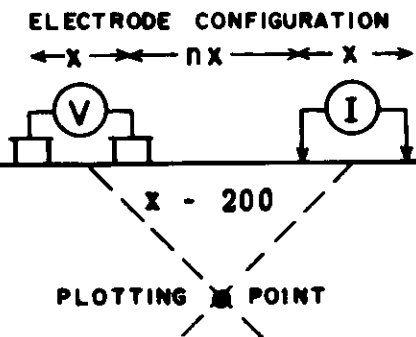 ELECTRODE CONFIGURATION
x nx x
V I
x - 200
PLOTTING POINT